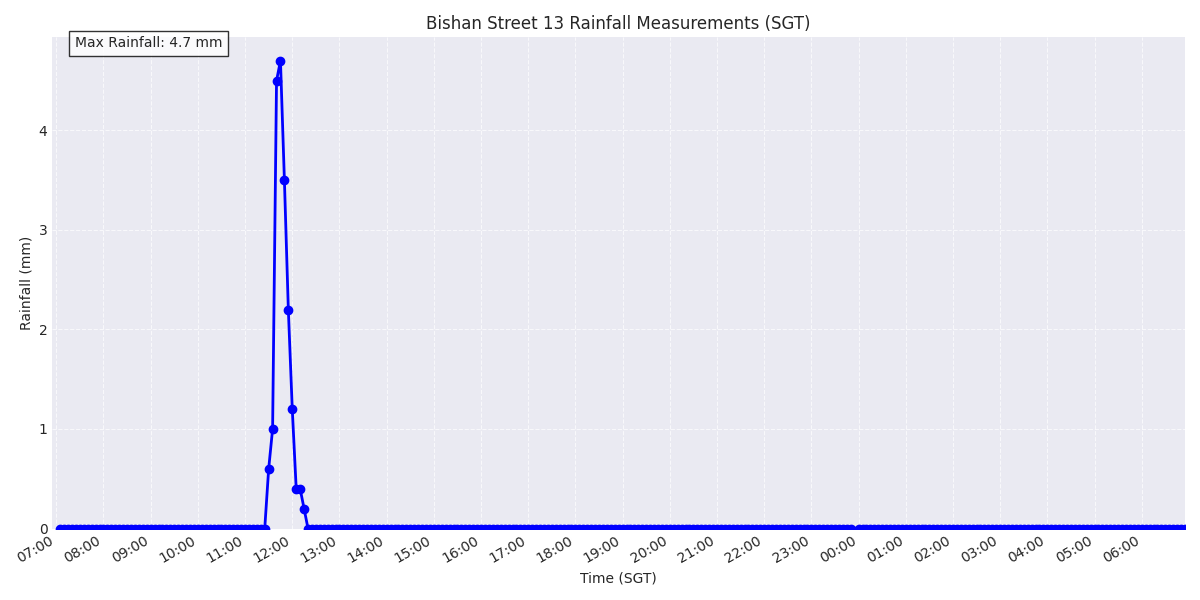 Bishan Street 13 Rainfall Measurements (SGT)
Max Rainfall: 4.7 mm
Rainfall (mm)
4
3
2
1
0
07:00 08:00 09:00 10:00 11:00 12:00 13:00 14:00 15:00 16:00 17:00 18:00 19:00 20:00 21:00 22:00 23:00 00:00 01:00 02:00 03:00 04:00 05:00 06:00
Time (SGT)